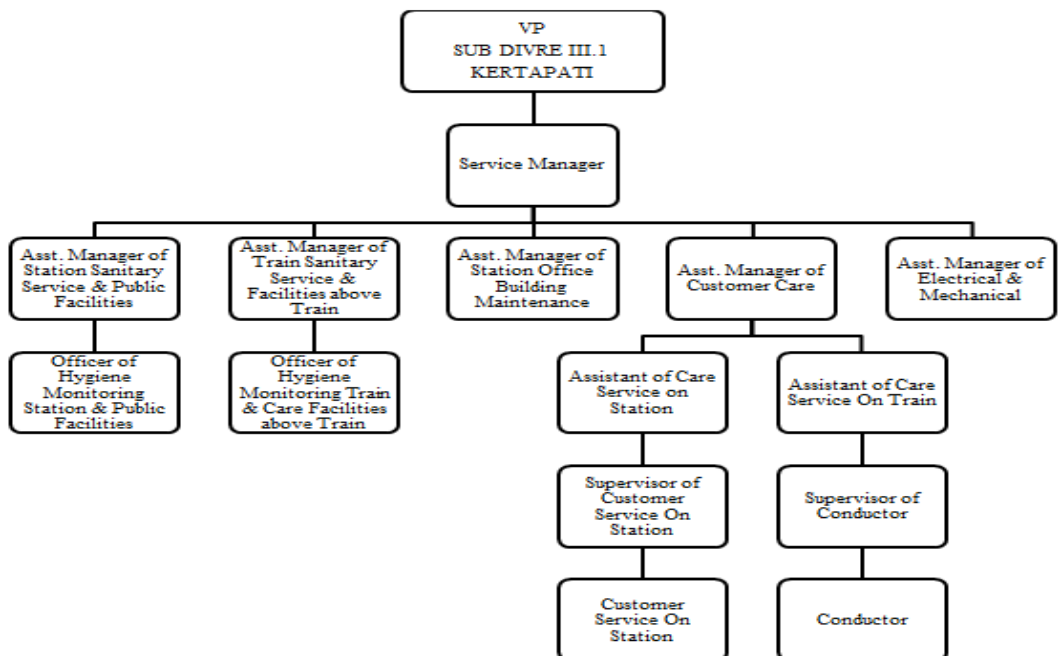 VP
SUB DIVRE III.1
KERTAPATI
Service Manager
Asst. Manager of
Station Sanitary
Service & Public
Facilities
Asst. Manager of
Train Sanitary
Service &
Facilities above
Train
Asst. Manager of
Station Office
Building
Maintenance
Asst. Manager of
Customer Care
Asst. Manager of
Electrical &
Mechanical
Officer of
Hygiene
Monitoring
Station & Public
Facilities
Officer of
Hygiene
Monitoring Train
& Care Facilities
above Train
Assistant of Care
Service on
Station
Assistant of Care
Service On Train
Supervisor of
Customer
Service On
Station
Supervisor of
Conductor
Customer
Service On
Station
Conductor